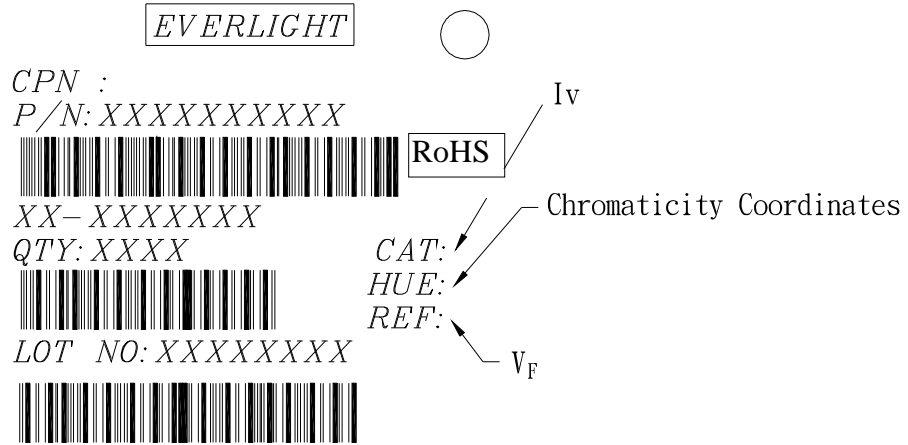 EVERLIGHT
CPN :
P/N: XXXXXXXXXX
Iv
RoHS
XX-XXXXXXX
Chromaticity Coordinates
QTY: XXXX
CAT:
HUE:
REF:
LOT NO: XXXXXXXX
VF